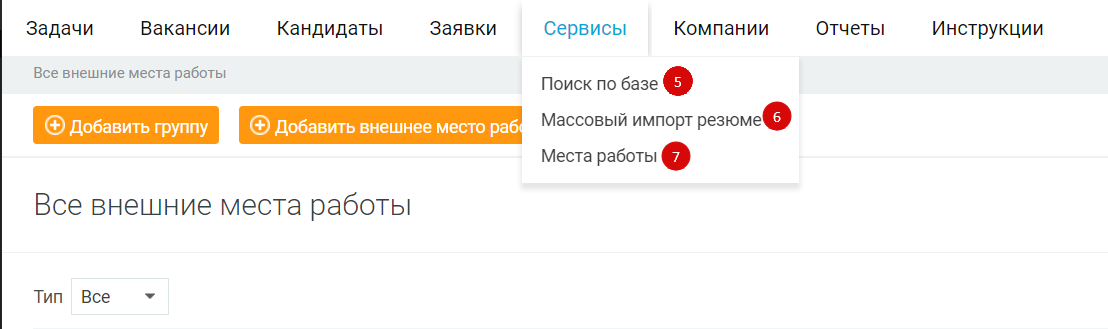 Задачи Вакансии Кандидаты Заявки Сервисы Компании Отчеты Инструкции
Все внешние места работы
Поиск по базе 5
Добавить группу Добавить внешнее место рабо
Массовый импорт резюме 6
Места работы 7
Все внешние места работы
Тип Все